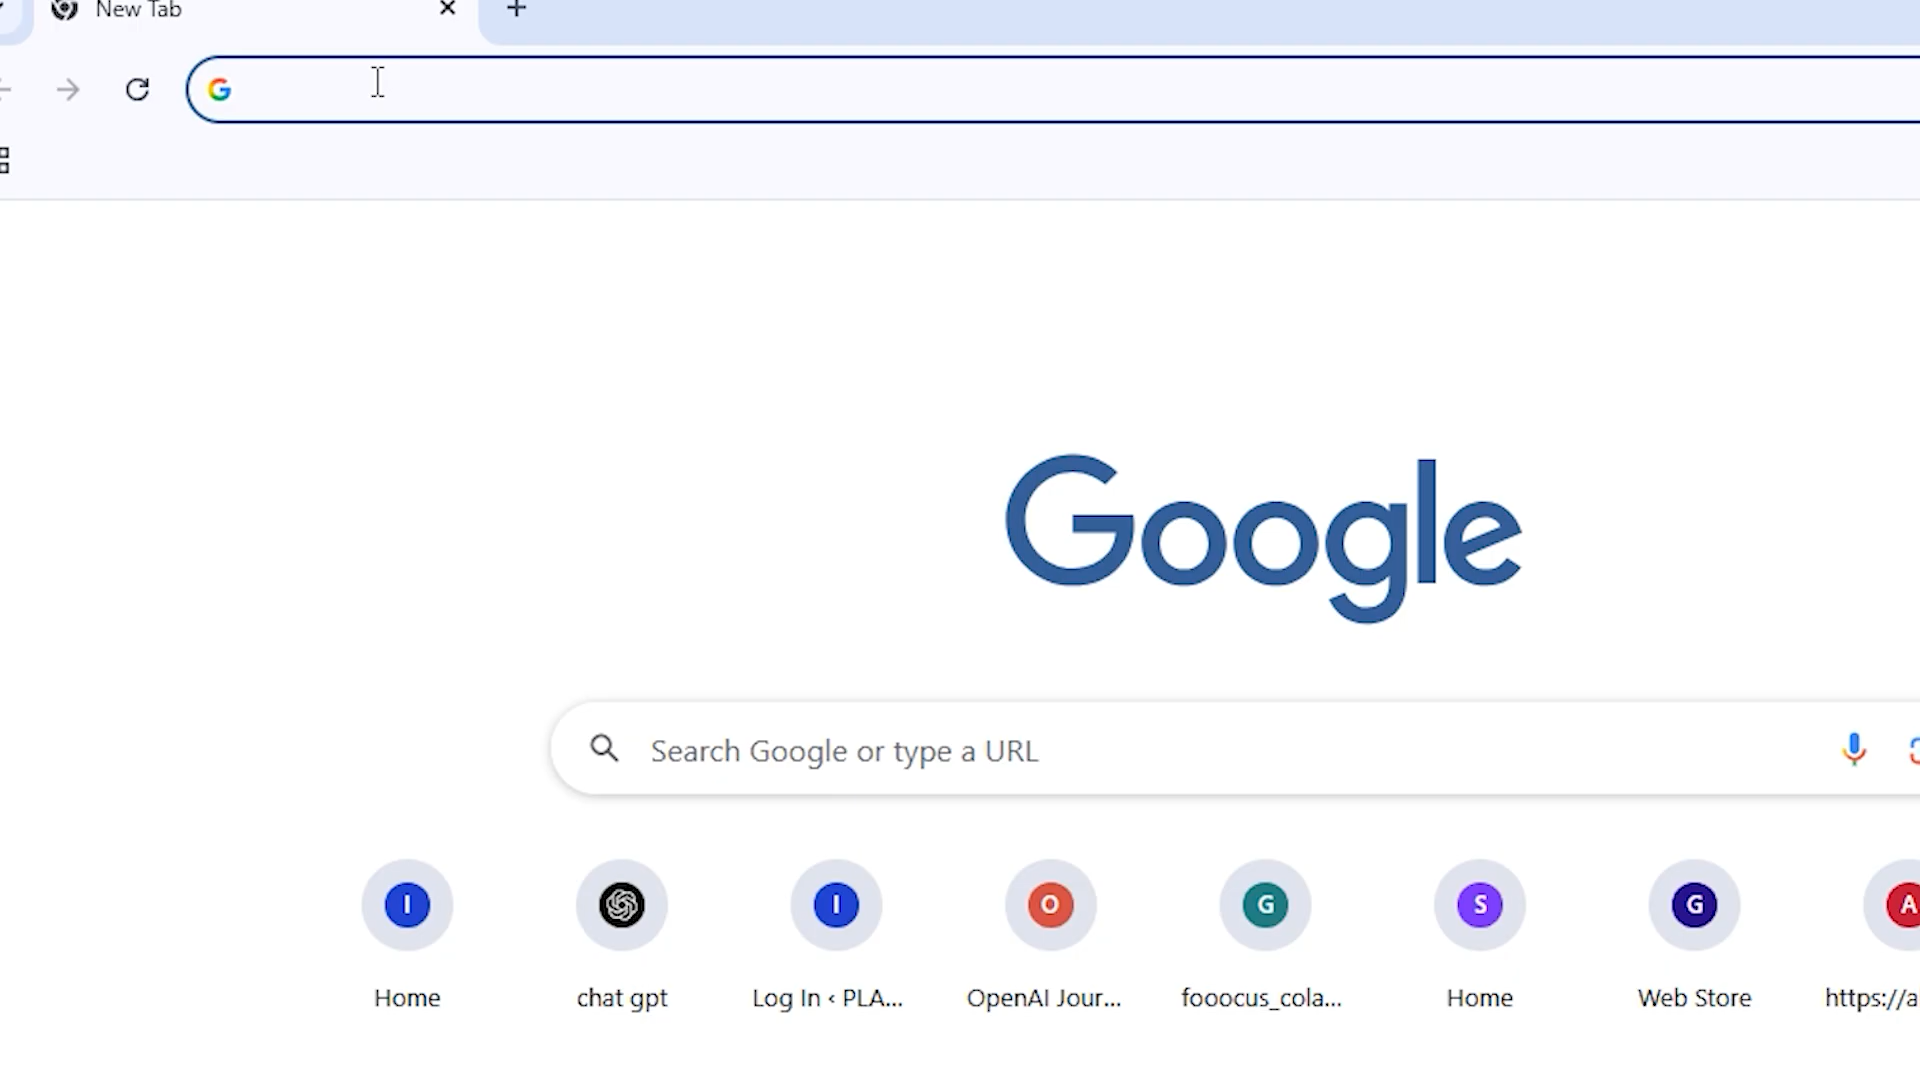 New Tab
Google
Search Google or type a URL
I
I
O
G
S
G
A
Home
chat gpt
Log In ‹ PLA...
OpenAI Jour...
fooocus_cola...
Home
Web Store
https://a